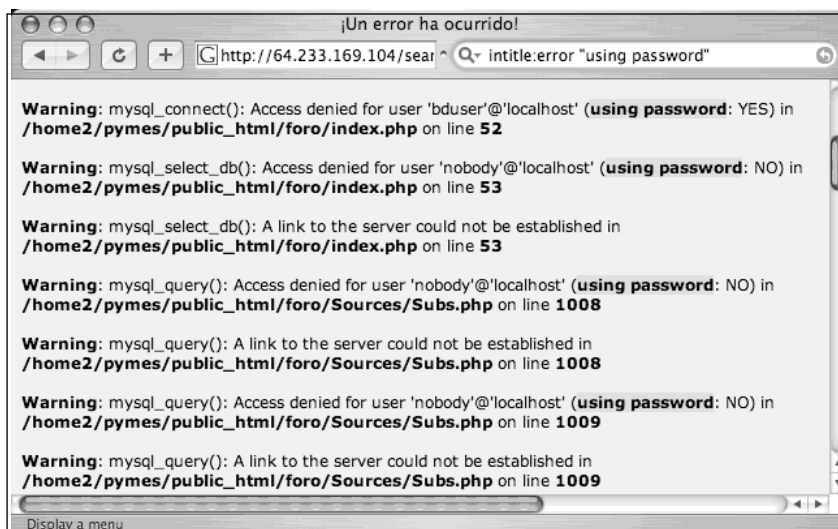 ¡Un error ha ocurrido!
G http://64.233.169.104/sear
intitle:error "using password"
Warning: mysql_connect(): Access denied for user 'bduser'@'localhost' (using password: YES) in
/home2/pymes/public_html/foro/index.php on line 52
Warning: mysql_select_db(): Access denied for user 'nobody'@'localhost' (using password: NO) in
/home2/pymes/public_html/foro/index.php on line 53
Warning: mysql_select_db(): A link to the server could not be established in
/home2/pymes/public_html/foro/index.php on line 53
Warning: mysql_query(): Access denied for user 'nobody'@'localhost' (using password: NO) in
/home2/pymes/public_html/foro/Sources/Subs.php on line 1008
Warning: mysql_query(): A link to the server could not be established in
/home2/pymes/public_html/foro/Sources/Subs.php on line 1008
Warning: mysql_query(): Access denied for user 'nobody'@'localhost' (using password: NO) in
/home2/pymes/public_html/foro/Sources/Subs.php on line 1009
Warning: mysql_query(): A link to the server could not be established in
/home2/pymes/public_html/foro/Sources/Subs.php on line 1009
Display a menu